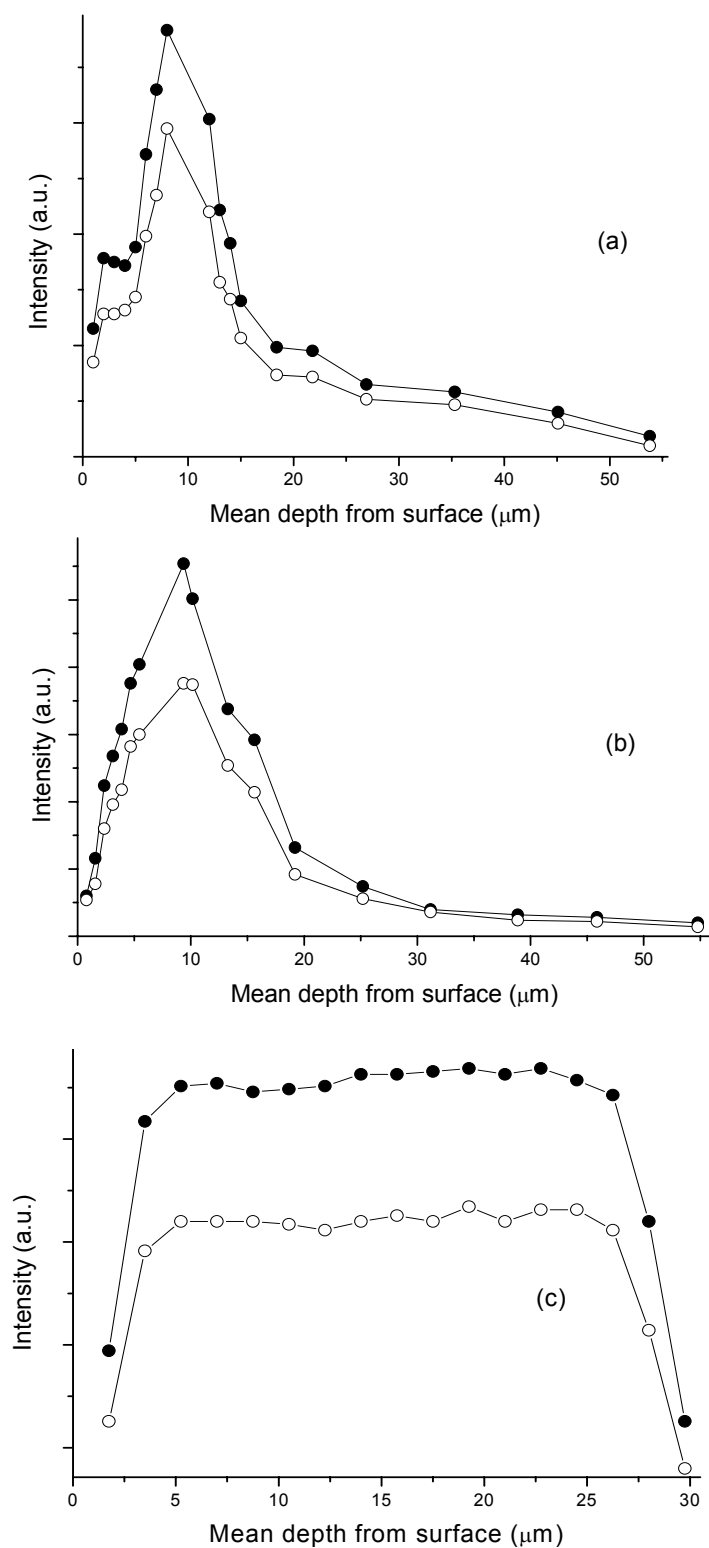 Intensity (a.u.)
(a)
0 10 20 30 40 50
Mean depth from surface (μm)
Intensity (a.u.)
(b)
0 10 20 30 40 50
Mean depth from surface (μm)
Intensity (a.u.)
(c)
0 5 10 15 20 25 30
Mean depth from surface (μm)